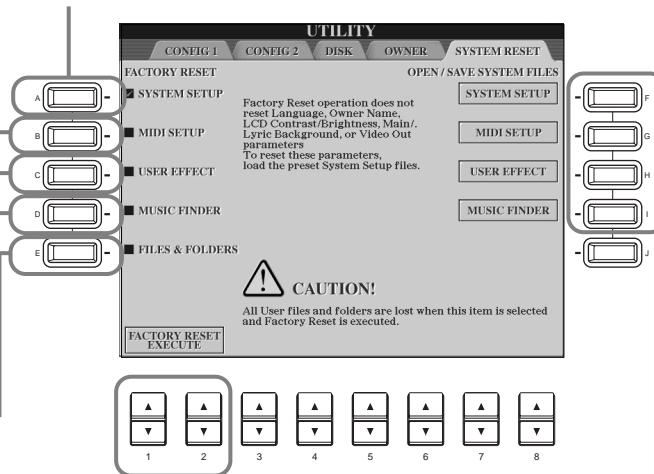 UTILITY
CONFIG 1 CONFIG 2 DISK OWNER SYSTEM RESET
FACTORY RESET OPEN / SAVE SYSTEM FILES
A SYSTEM SETUP SYSTEM SETUP F
Factory Reset operation does not
reset Language, Owner Name,
LCD Contrast/Brightness, Main/.
Lyric Background, or Video Out
parameters
To reset these parameters,
load the preset System Setup files.
B MIDI SETUP MIDI SETUP G
C USER EFFECT USER EFFECT H
D MUSIC FINDER MUSIC FINDER I
E FILES & FOLDERS J
CAUTION!
All User files and folders are lost when this item is selected
and Factory Reset is executed.
FACTORY RESET
EXECUTE
1 2 3 4 5 6 7 8